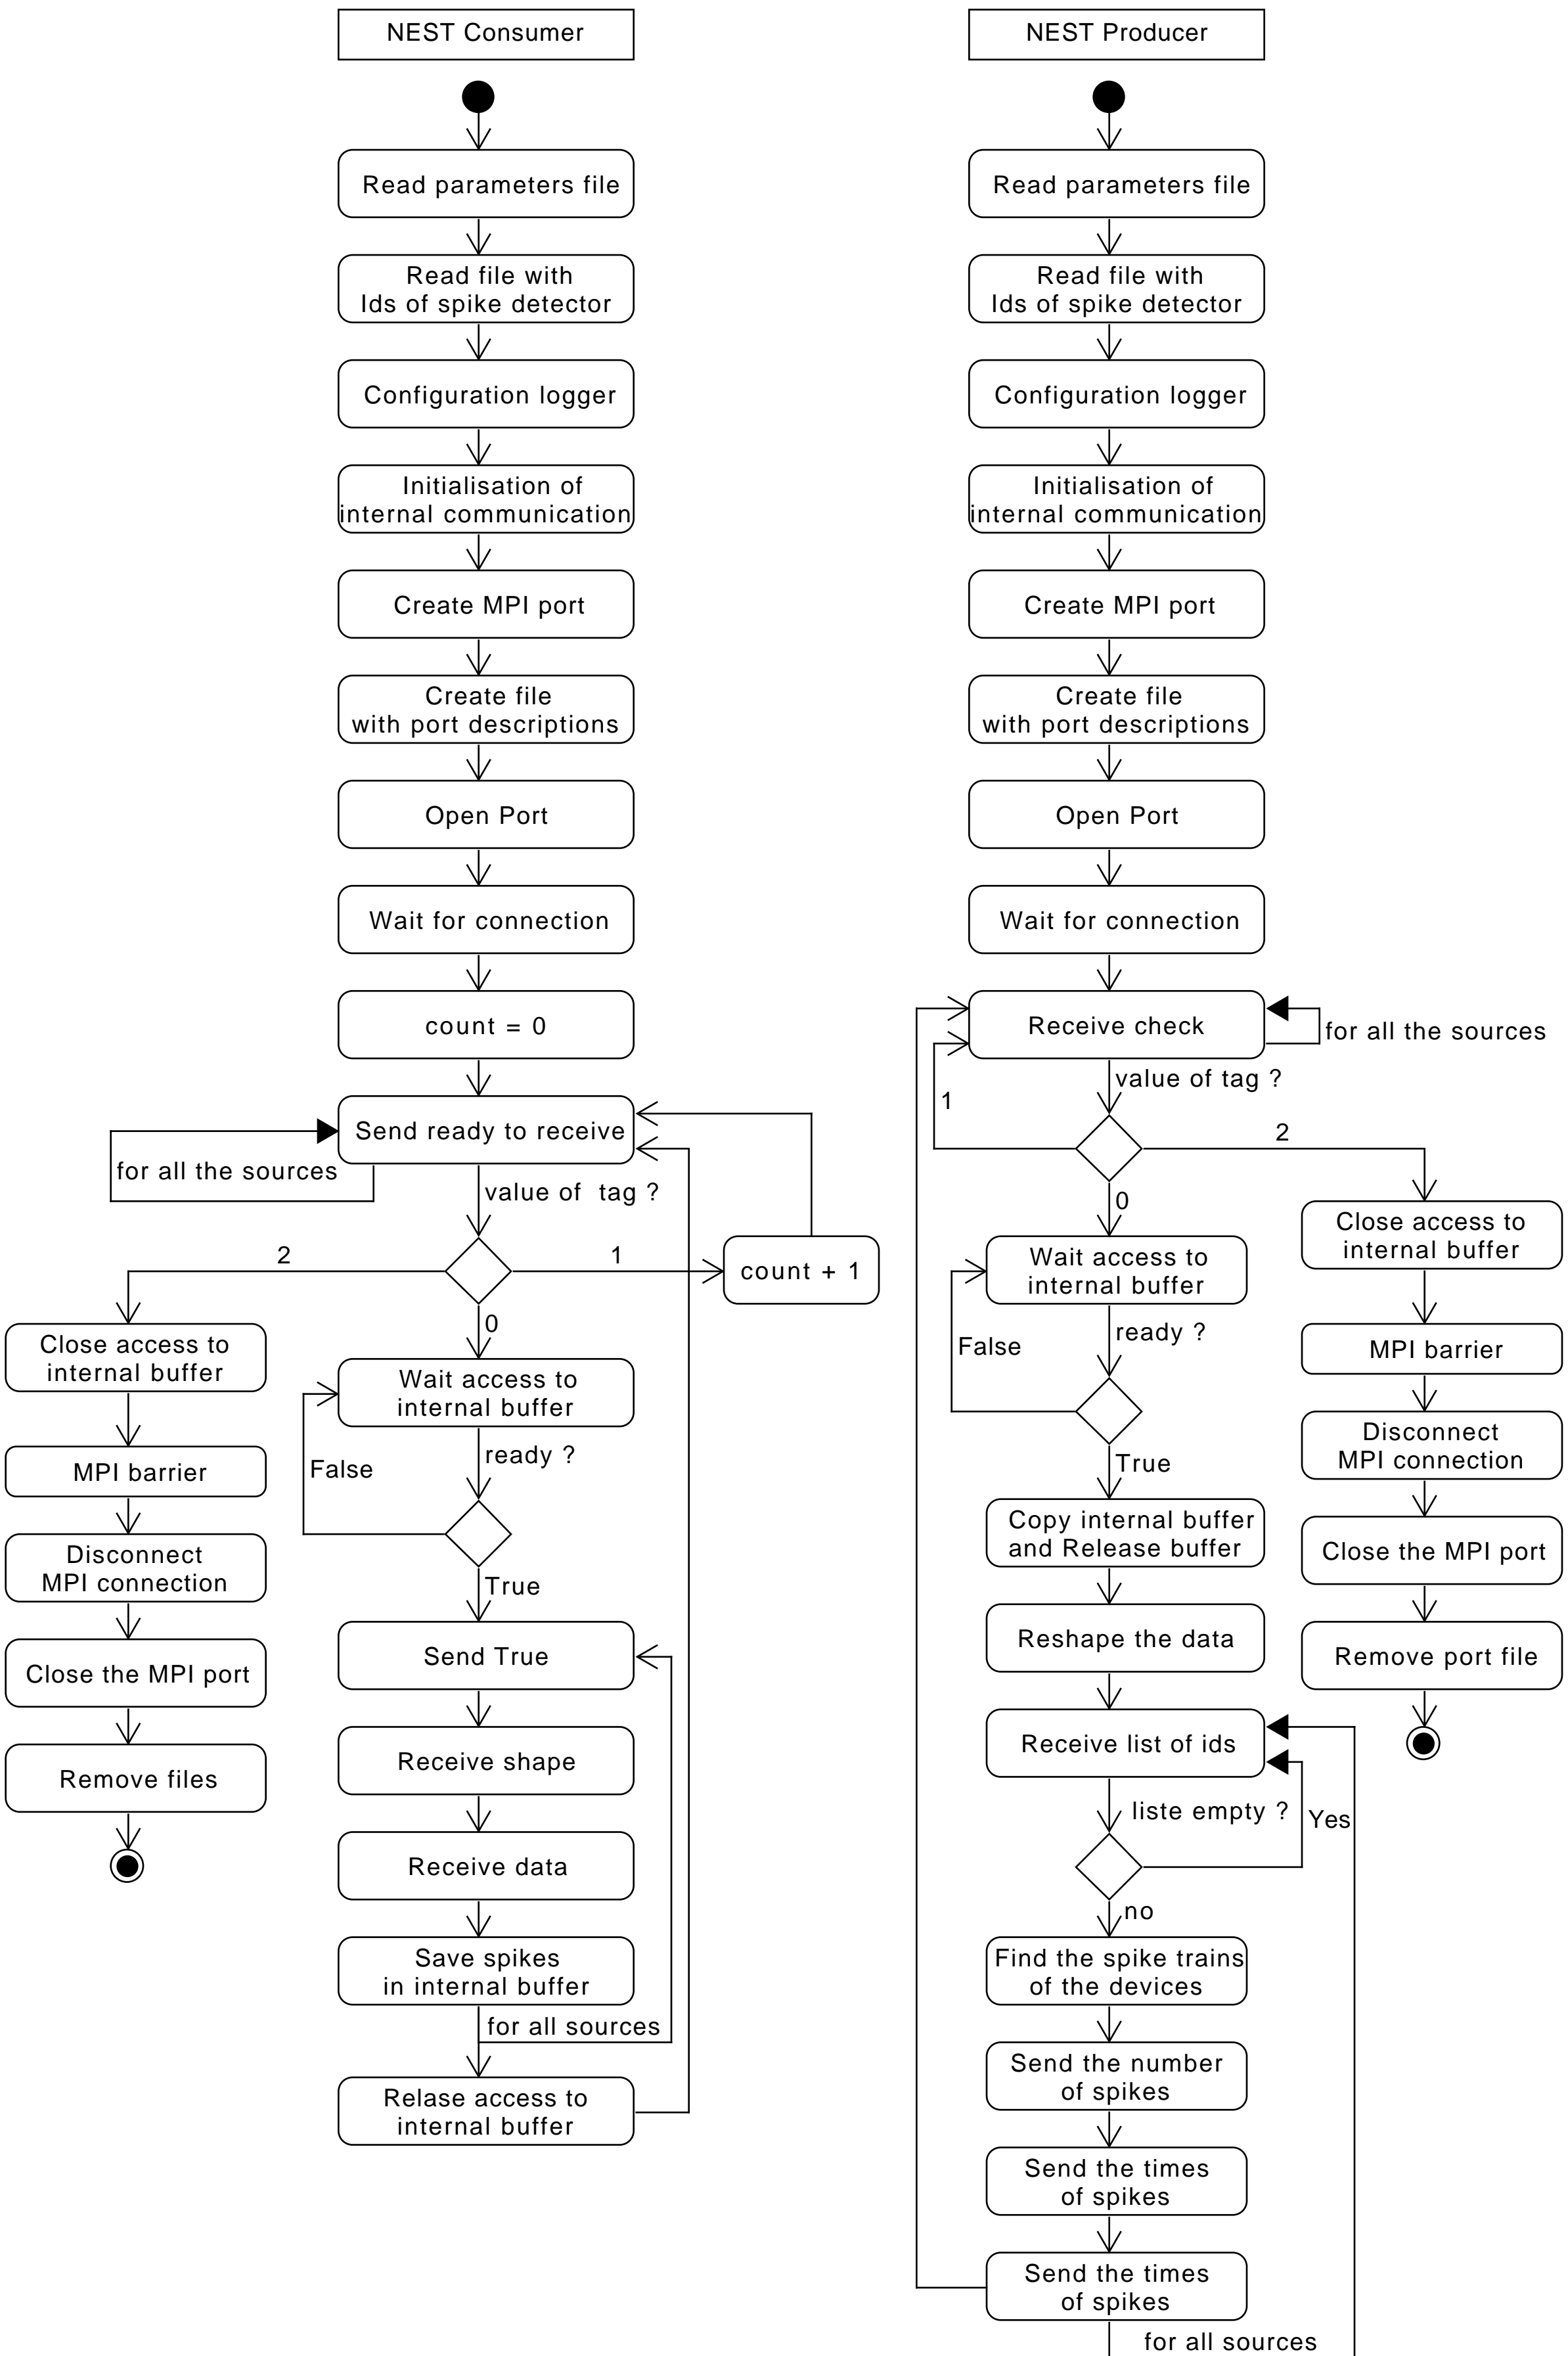 NEST Consumer
Read parameters file
Read file with
Ids of spike detector
Configuration logger
Initialisation of
internal communication
Create MPI port
Create file
with port descriptions
Open Port
Wait for connection
count = 0
Send ready to receive
for all the sources
value of  tag ?
2
1
count + 1
0
Close access to
internal buffer
MPI barrier
Disconnect
MPI connection
Close the MPI port
Remove files
Wait access to
internal buffer
False
ready ?
True
Send True
Receive shape
Receive data
Save spikes
in internal buffer
for all sources
Relase access to
internal buffer
NEST Producer
Read parameters file
Read file with
Ids of spike detector
Configuration logger
Initialisation of
internal communication
Create MPI port
Create file
with port descriptions
Open Port
Wait for connection
Receive check
for all the sources
value of tag ?
1
2
0
Wait access to
internal buffer
False
ready ?
True
Copy internal buffer
and Release buffer
Reshape the data
Receive list of ids
liste empty ?
Yes
no
Find the spike trains
of the devices
Send the number
of spikes
Send the times
of spikes
Send the times
of spikes
for all sources
Close access to
internal buffer
MPI barrier
Disconnect
MPI connection
Close the MPI port
Remove port file